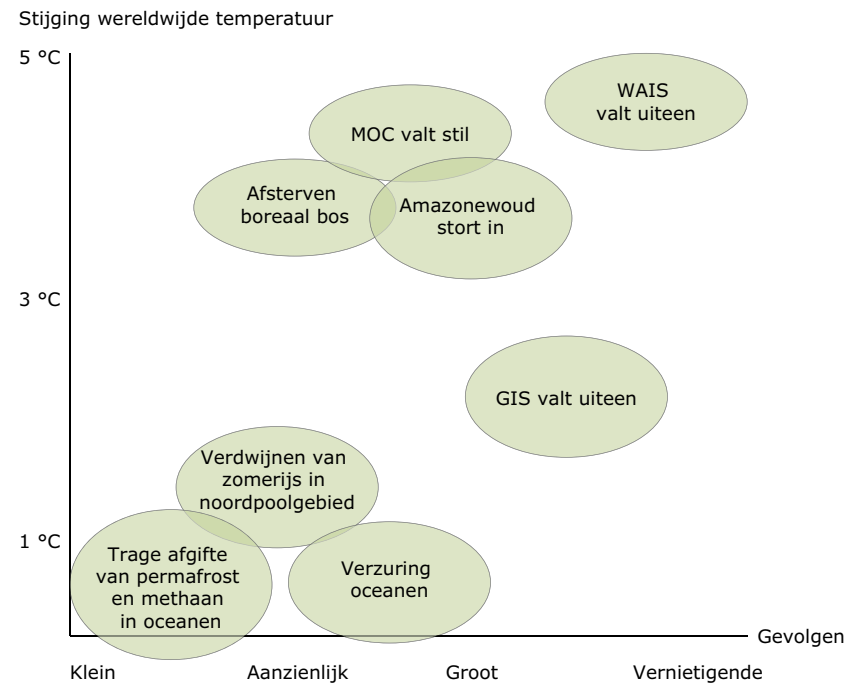 Stijging wereldwijde temperatuur
5 °C
WAIS
valt uiteen
MOC valt stil
Afsterven
boreaal bos
Amazonewoud
stort in
3 °C
GIS valt uiteen
Verdwijnen van
zomerijs in
noordpoolgebied
1 °C
Trage afgifte
van permafrost
en methaan
in oceanen
Verzuring
oceanen
Gevolgen
Klein
Aanzienlijk
Groot
Vernietigende